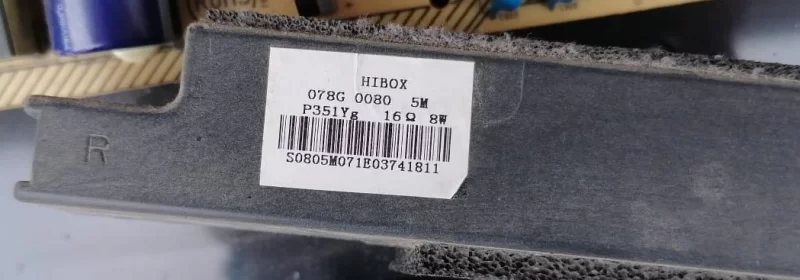 HIBOX
078G 0080 5M
P351Yg 16Ω 8W
S0805M071E03741811
R